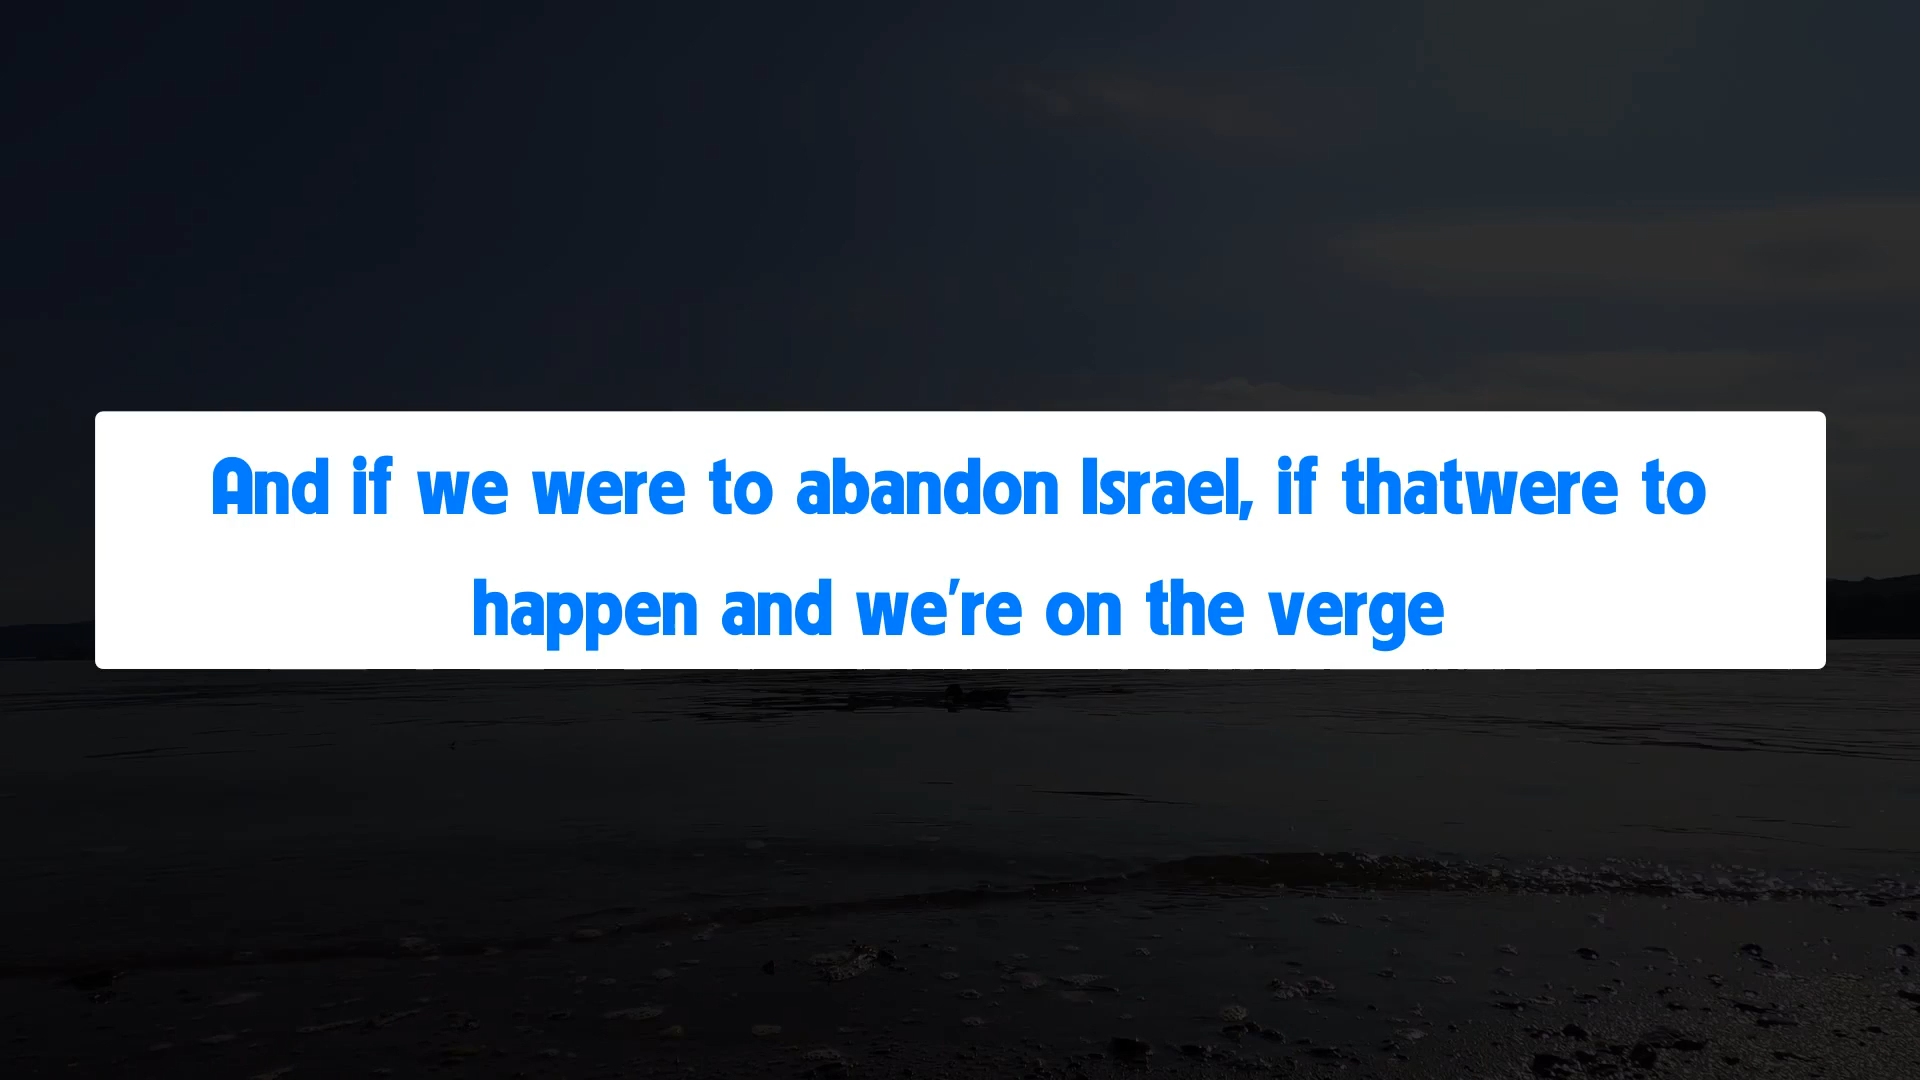 And if we were to abandon Israel, if thatwere to
happen and we're on the verge